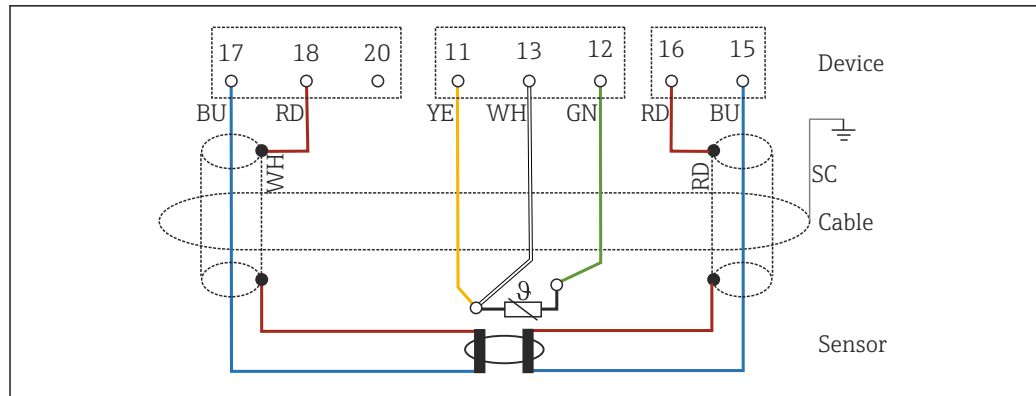 17 18 20 11 13 12 16 15
Device
BU RD YE WH GN RD BU
WH RD SC
Cable
ϑ
Sensor